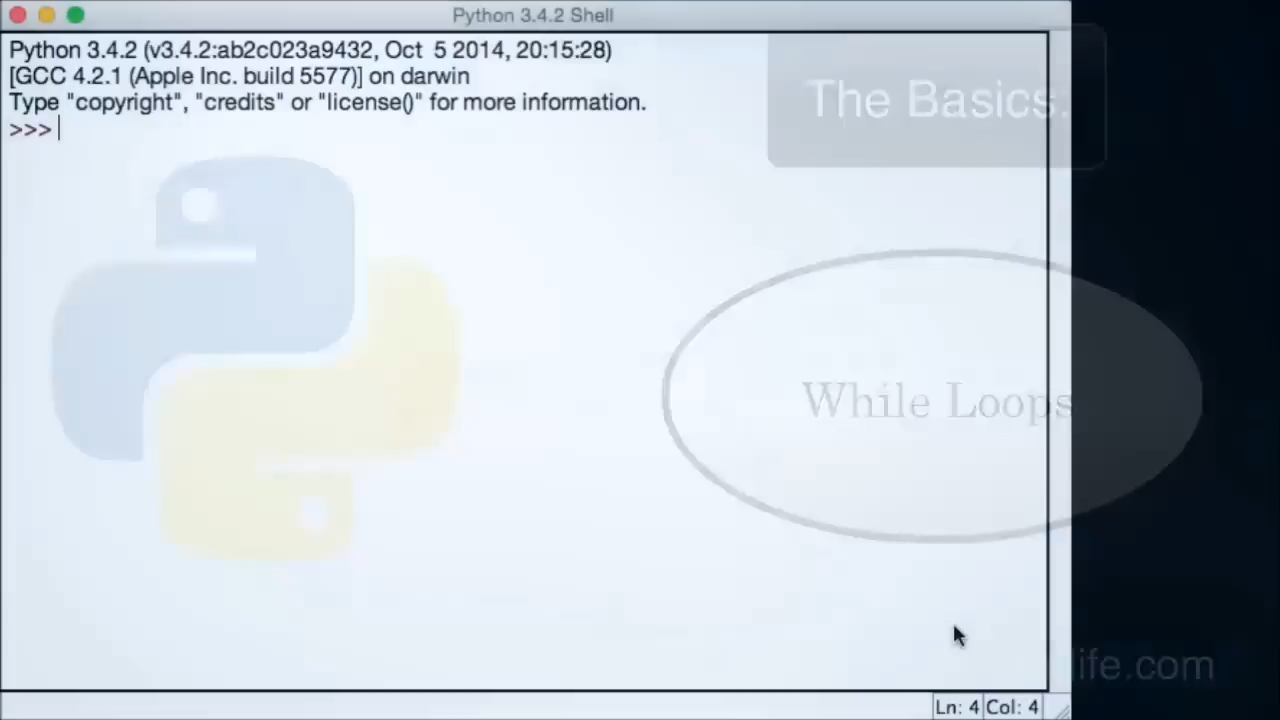 Python 3.4.2 Shell
Python 3.4.2 (v3.4.2:ab2c023a9432, Oct  5 2014, 20:15:28)
[GCC 4.2.1 (Apple Inc. build 5577)] on darwin
Type "copyright", "credits" or "license()" for more information.
>>>
The Basics.
While Loops
life.com
Ln: 4 Col: 4